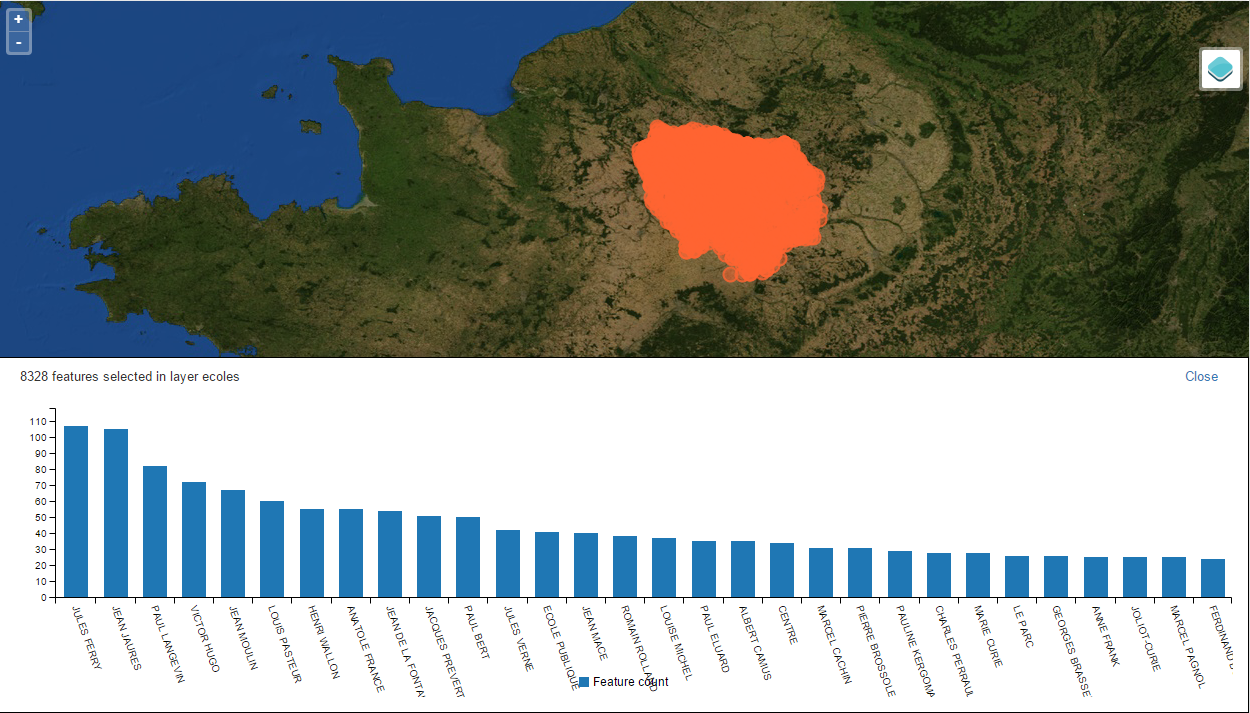 +
-
8328 features selected in layer ecoles
Close
110
100
90
80
70
60
50
40
30
20
10
0
JULES FERRY
JEAN JAURES
PAUL LANGEVIN
VICTOR HUGO
JEAN MOULIN
LOUIS PASTEUR
HENRI WALLON
ANATOLE FRANCE
JEAN DE LA FONTA
JACQUES PREVERT
PAUL BERT
JULES VERNE
ECOLE PUBLIQUE
JEAN MACE
ROMAIN ROLLAND
LOUISE MICHEL
PAUL ELUARD
ALBERT CAMUS
CENTRE
MARCEL CACHIN
PIERRE BROSSOLE
PAULINE KERGOMA
CHARLES PERRAUL
MARIE CURIE
LE PARC
GEORGES BRASSE
ANNE FRANK
JOLIOT-CURIE
MARCEL PAGNOL
FERDINAND
Feature count